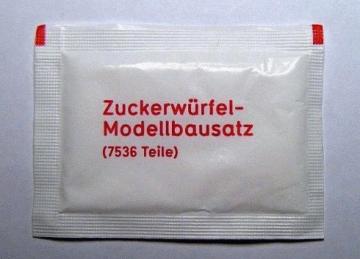 Zuckerwürfel-
Modellbausatz
(7536 Teile)